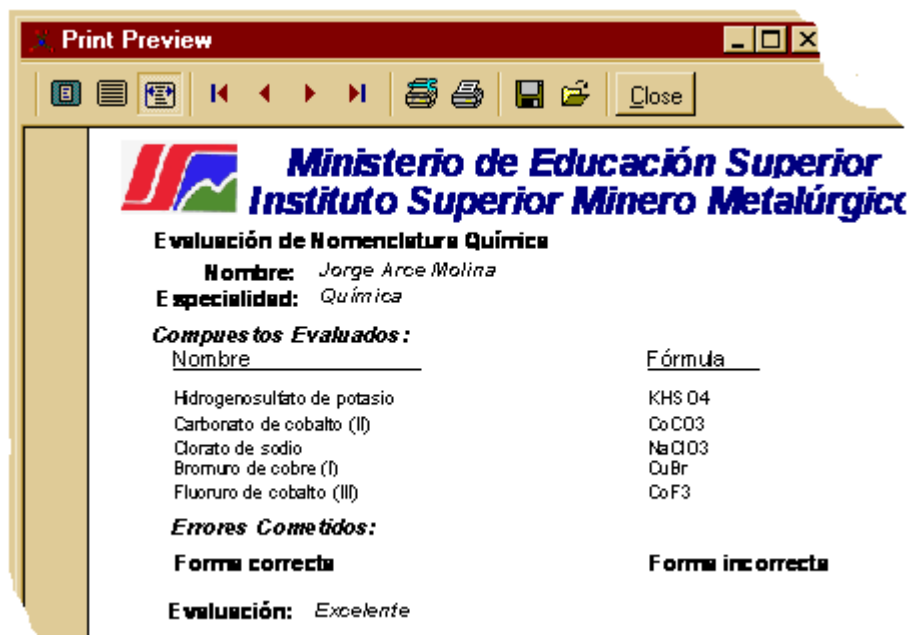 Print Preview
Close
Ministerio de Educación Superior
Instituto Superior Minero Metalúrgico
Evaluación de Nomenclatura Química
Nombre: Jorge Arce Molina
Especialidad: Química
Compuestos Evaluados:
Nombre Fórmula
Hidrogenosulfato de potasio KHSO4
Carbonato de cobalto (II) CoCO3
Clorato de sodio NaClO3
Bromuro de cobre (I) CuBr
Fluoruro de cobalto (III) CoF3
Errores Cometidos:
Forma correcta Forma incorrecta
Evaluación: Excelente